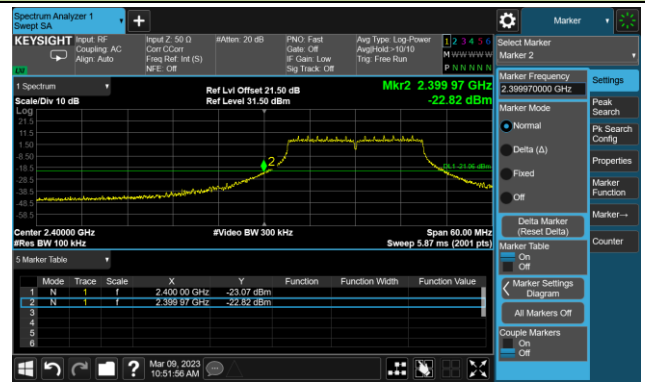 Spectrum Analyzer 1
Swept SA
+
Marker
KEYSIGHT
Input: RF
Coupling: AC
Align: Auto
Input Z: 50 Ω
Corr CCorr
Freq Ref: Int (S)
NFE: Off
#Atten: 20 dB
PNO: Fast
Gate: Off
IF Gain: Low
Sig Track: Off
Avg Type: Log-Power
Avg|Hold:>10/10
Trig: Free Run
1 2 3 4 5 6
M W W W W W
P N N N N N
LW
1 Spectrum
Scale/Div 10 dB
Ref Lvl Offset 21.50 dB
Ref Level 31.50 dBm
Mkr2 2.399 97 GHz
-22.82 dBm
Log
21.5
11.5
1.50
-8.50
-18.5
-28.5
-38.5
-48.5
-58.5
2
DL1 -21.06 dBm
Center 2.40000 GHz
#Res BW 100 kHz
#Video BW 300 kHz
Span 60.00 MHz
Sweep 5.87 ms (2001 pts)
5 Marker Table
Mode Trace Scale X Y Function Function Width Function Value
1 N 1 f 2.400 00 GHz -23.07 dBm
2 N 1 f 2.399 97 GHz -22.82 dBm
3
4
5
6
Mar 09, 2023
10:51:56 AM
Select Marker
Marker 2
Marker Frequency
2.399970000 GHz
Marker Mode
Normal
Delta (Δ)
Fixed
Off
Delta Marker
(Reset Delta)
Marker Table
On
Off
Marker Settings
Diagram
All Markers Off
Couple Markers
On
Off
Settings
Peak
Search
Pk Search
Config
Properties
Marker
Function
Marker→
Counter